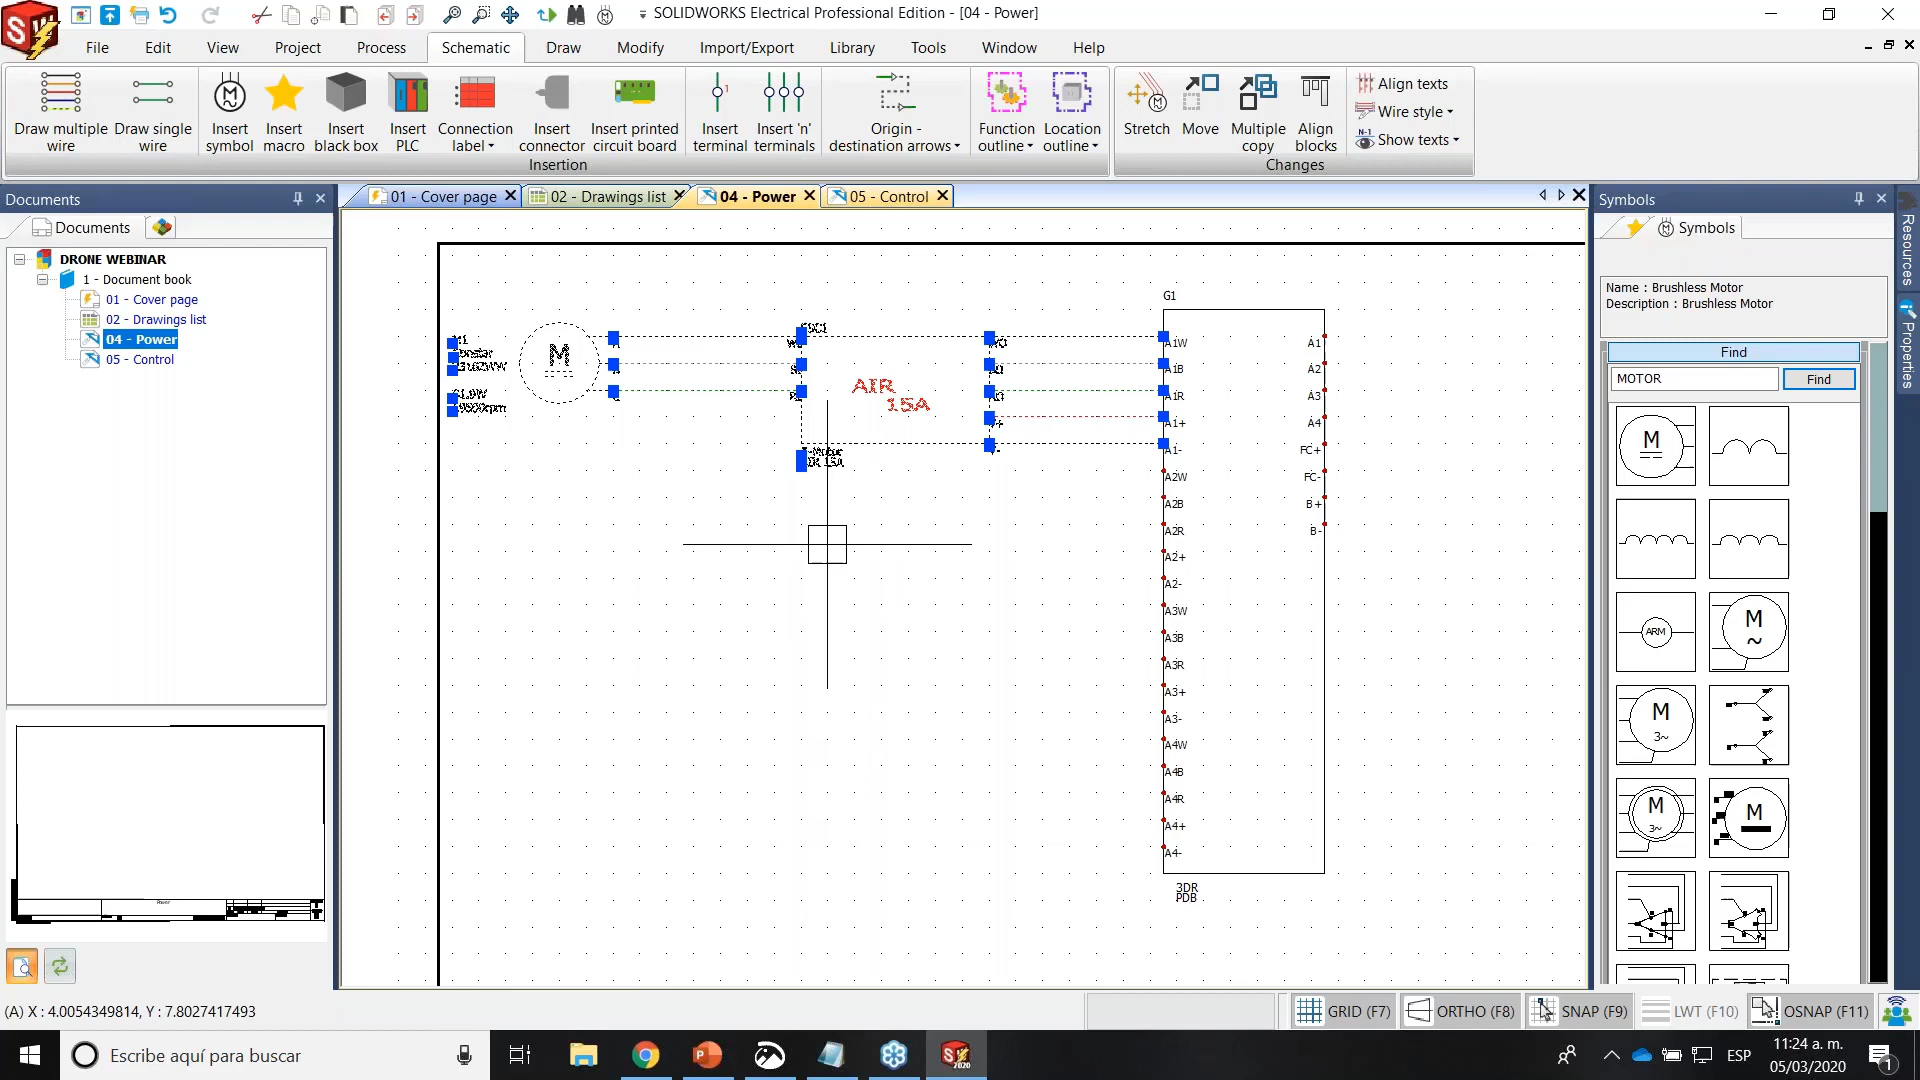 SOLIDWORKS Electrical Professional Edition - [04 - Power]
File Edit View Project Process Schematic Draw Modify Import/Export Library Tools Window Help
Draw multiple wire
Draw single wire
Insert symbol
Insert macro
Insert black box
Insert PLC
Connection label
Insert connector
Insert printed circuit board
Insert terminal
Insert 'n' terminals
Origin - destination arrows
Function outline
Location outline
Stretch
Move
Multiple copy
Align blocks
Align texts
Wire style
Show texts
Insertion
Changes
Documents
Documents
DRONE WEBINAR
1 - Document book
01 - Cover page
02 - Drawings list
04 - Power
05 - Control
01 - Cover page
02 - Drawings list
04 - Power
05 - Control
M
AIR
15A
G1
A1W
A1B
A1R
A1+
A1-
A2W
A2B
A2R
A2+
A2-
A3W
A3B
A3R
A3+
A3-
A4W
A4B
A4R
A4+
A4-
A1
A2
A3
A4
FC+
FC-
B+
B-
3DR
PDB
Symbols
Symbols
Name : Brushless Motor
Description : Brushless Motor
Find
MOTOR
Find
M
ARM
M
~
M
3~
M
3~
M
Resources
Properties
(A) X : 4.0054349814, Y : 7.8027417493
GRID (F7)
ORTHO (F8)
SNAP (F9)
LWT (F10)
OSNAP (F11)
Escribe aquí para buscar
ESP
11:24 a. m.
05/03/2020
1